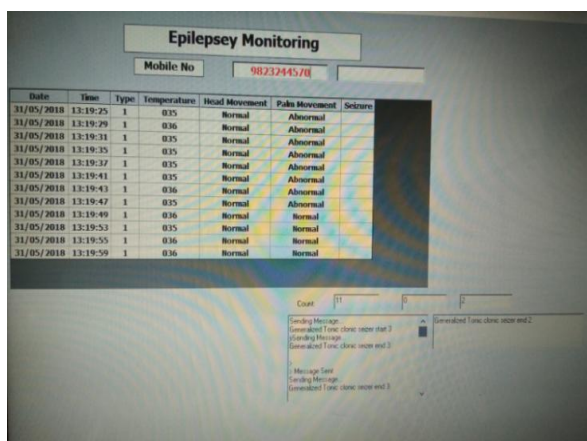 Epilepsey Monitoring
Mobile No 9823244570
Date Time Type Temperature Head Movement Palm Movement Seizure
31/05/2018 13:19:25 1 035 Normal Abnormal
31/05/2018 13:19:29 1 036 Normal Abnormal
31/05/2018 13:19:31 1 035 Normal Abnormal
31/05/2018 13:19:35 1 035 Normal Abnormal
31/05/2018 13:19:37 1 035 Normal Abnormal
31/05/2018 13:19:41 1 035 Normal Abnormal
31/05/2018 13:19:43 1 036 Normal Abnormal
31/05/2018 13:19:47 1 035 Normal Abnormal
31/05/2018 13:19:49 1 036 Normal Normal
31/05/2018 13:19:53 1 035 Normal Normal
31/05/2018 13:19:55 1 036 Normal Normal
31/05/2018 13:19:59 1 036 Normal Normal
Count 11 0 2
Sending Message...
Generalized Tonic clonic seizer start 3
sSending Message...
Generalized Tonic clonic seizer end 3
Message Sent
Sending Message...
Generalized Tonic clonic seizer end 3
Generalized Tonic clonic seizer end 2